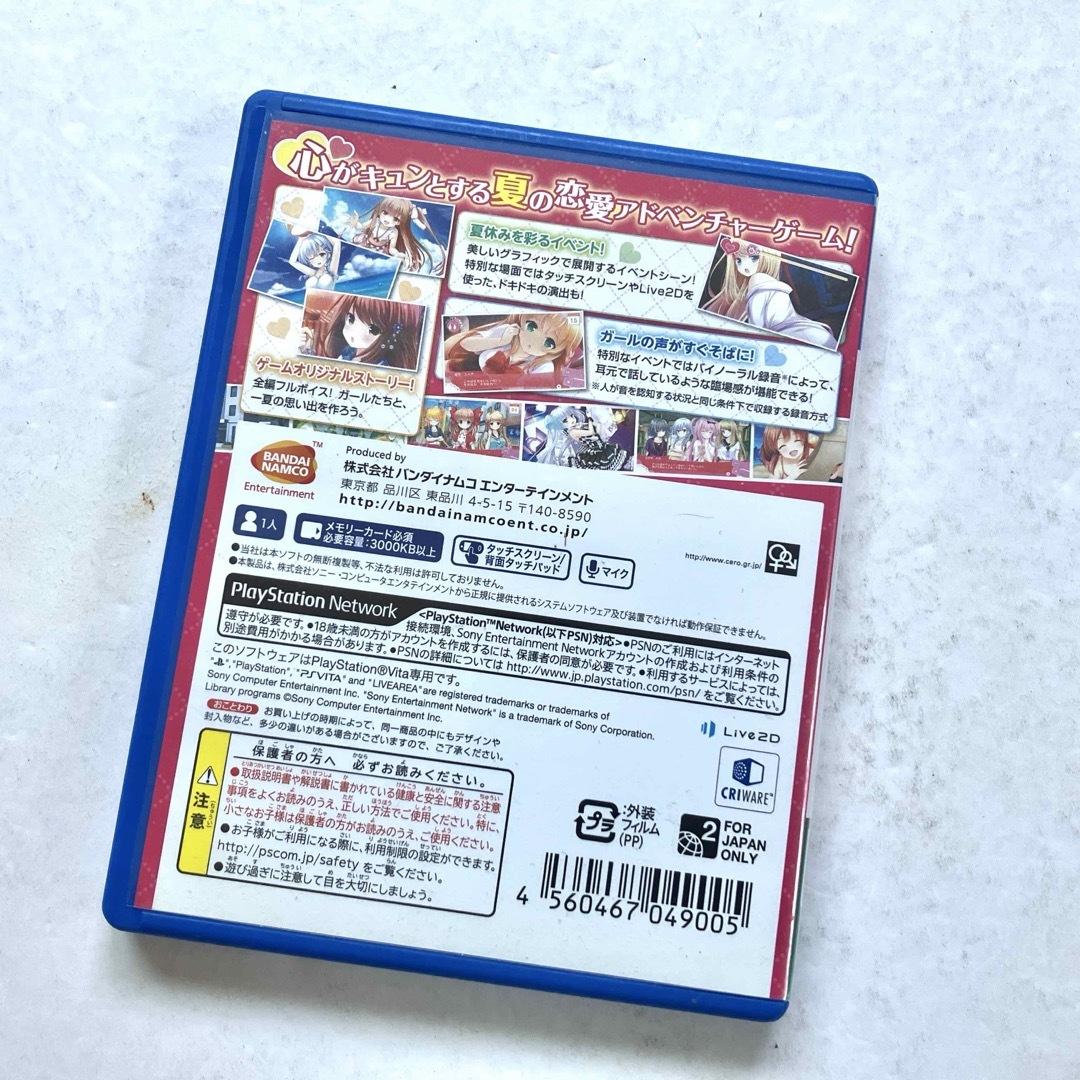 心がキュンとする夏の恋愛アドベンチャーゲーム!
夏休みを彩るイベント!
美しいグラフィックで展開するイベントシーン!
特別な場面ではタッチスクリーンやLive2Dを
使った、ドキドキの演出も!
ガールの声がすぐそばに!
特別なイベントではバイノーラル録音※によって、
耳元で話しているような臨場感が堪能できる!
※人が音を認知する状況と同じ条件下で収録する録音方式
ゲームオリジナルストーリー!
全編フルボイス! ガールたちと、
一夏の思い出を作ろう。
BANDAI
NAMCO
TM
Entertainment
Produced by
株式会社 バンダイナムコ エンターテインメント
東京都 品川区 東品川 4-5-15 〒140-8590
http://bandainamcoent.co.jp/
1人
メモリーカード必須
必要容量:3000KB以上
タッチスクリーン/
背面タッチパッド
マイク
http://www.cero.gr.jp/
●当社は本ソフトの無断複製等、不法な利用は許可しておりません。
●本製品は、株式会社ソニー・コンピュータエンタテインメントから正規に提供されるシステムソフトウェア及び装置でなければ動作保証できません。
PlayStation Network
<PlayStation™Network(以下PSN)対応>●PSNのご利用にはインターネット
接続環境、Sony Entertainment Networkアカウントの作成および利用条件の
遵守が必要です。●18歳未満の方がアカウントを作成するには、保護者の同意が必要です。●利用するサービスによっては、
別途費用がかかる場合があります。●PSNの詳細については http://www.jp.playstation.com/psn/ をご覧ください。
このソフトウェアはPlayStation®Vita専用です。
"PlayStation", "PSVITA" and "LIVEAREA" are registered trademarks or trademarks of
Sony Computer Entertainment Inc. "Sony Entertainment Network" is a trademark of Sony Corporation.
Library programs ©Sony Computer Entertainment Inc.
おことわり お買い上げの時期によって、同一商品の中にもデザインや
封入物など、多少の違いがある場合がございますので、ご了承ください。
Live2D
CRIWARE
注意
保護者の方へ 必ずお読みください。
●取扱説明書や解説書に書かれている健康と安全に関する注意
事項をよくお読みのうえ、正しい方法でご使用ください。特に、
小さなお子様は保護者の方がお読みのうえ、ご使用ください。
●お子様がご利用になる際に、利用制限の設定ができます。
http://pscom.jp/safety をご覧ください。
●遊び過ぎに注意して目を大切にしましょう。
プラ
:外装
フィルム
(PP)
2
FOR
JAPAN
ONLY
4 560467 049005